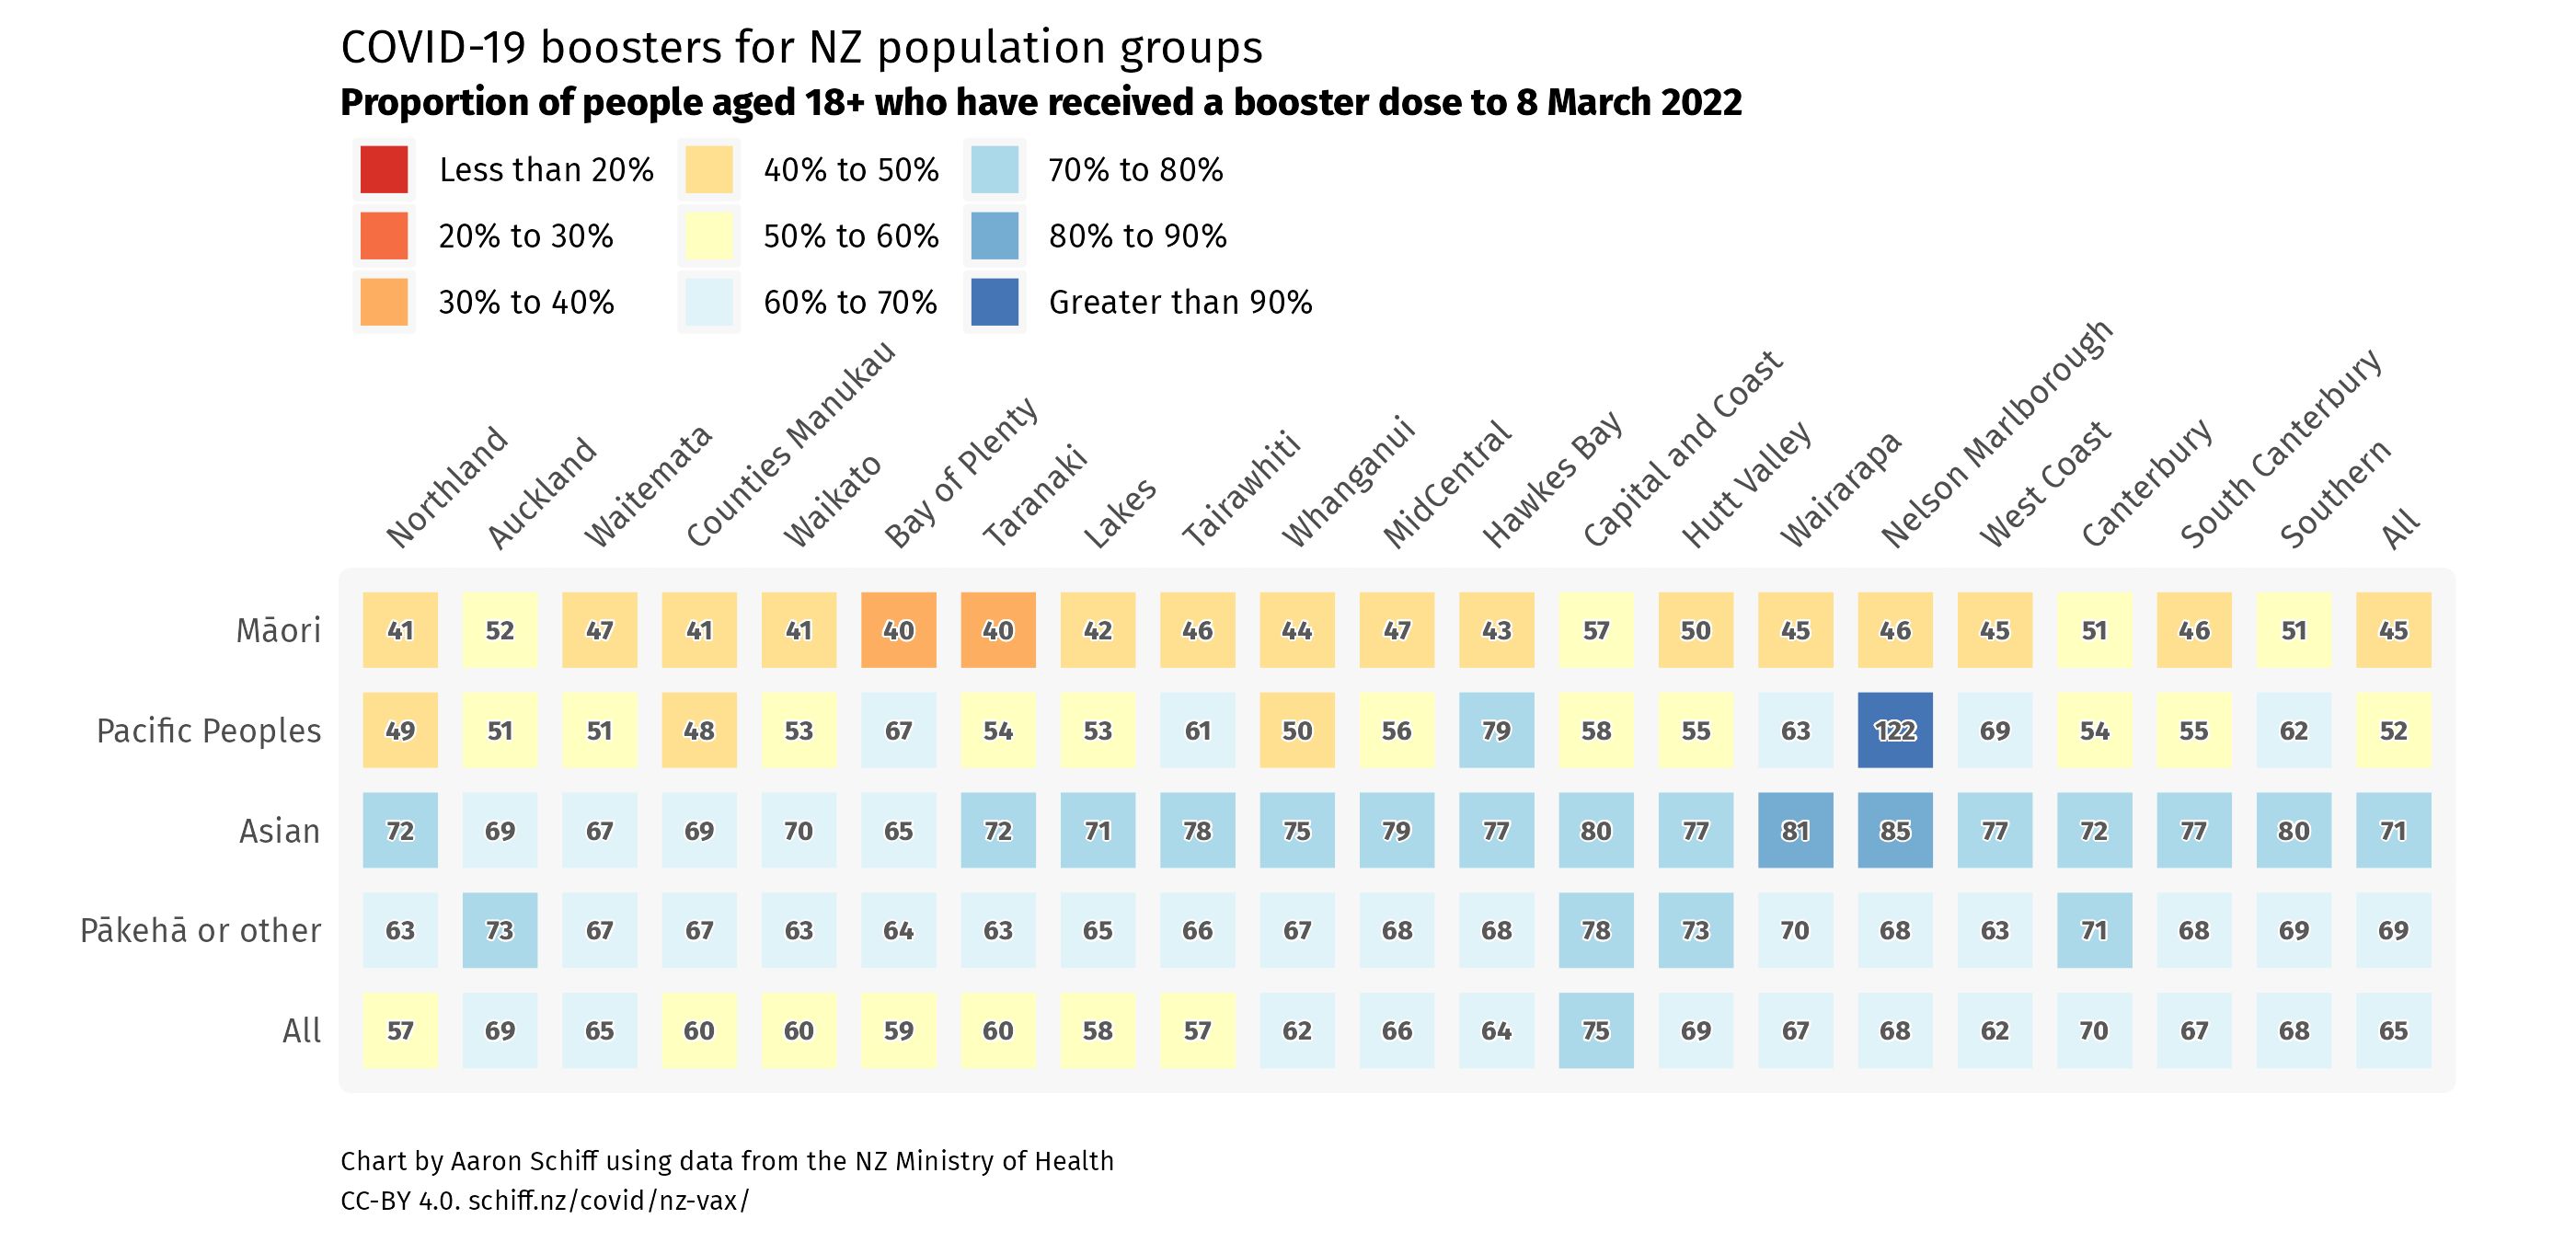 COVID-19 boosters for NZ population groups
Proportion of people aged 18+ who have received a booster dose to 8 March 2022
Less than 20% 40% to 50% 70% to 80%
20% to 30% 50% to 60% 80% to 90%
30% to 40% 60% to 70% Greater than 90%
Northland Auckland Waitemata Counties Manukau Waikato Bay of Plenty Taranaki Lakes Tairawhiti Whanganui MidCentral Hawkes Bay Capital and Coast Hutt Valley Wairarapa Nelson Marlborough West Coast Canterbury South Canterbury Southern All
Māori 41 52 47 41 41 40 40 42 46 44 47 43 57 50 45 46 45 51 46 51 45
Pacific Peoples 49 51 51 48 53 67 54 53 61 50 56 79 58 55 63 122 69 54 55 62 52
Asian 72 69 67 69 70 65 72 71 78 75 79 77 80 77 81 85 77 72 77 80 71
Pākehā or other 63 73 67 67 63 64 63 65 66 67 68 68 78 73 70 68 63 71 68 69 69
All 57 69 65 60 60 59 60 58 57 62 66 64 75 69 67 68 62 70 67 68 65
Chart by Aaron Schiff using data from the NZ Ministry of Health
CC-BY 4.0. schiff.nz/covid/nz-vax/